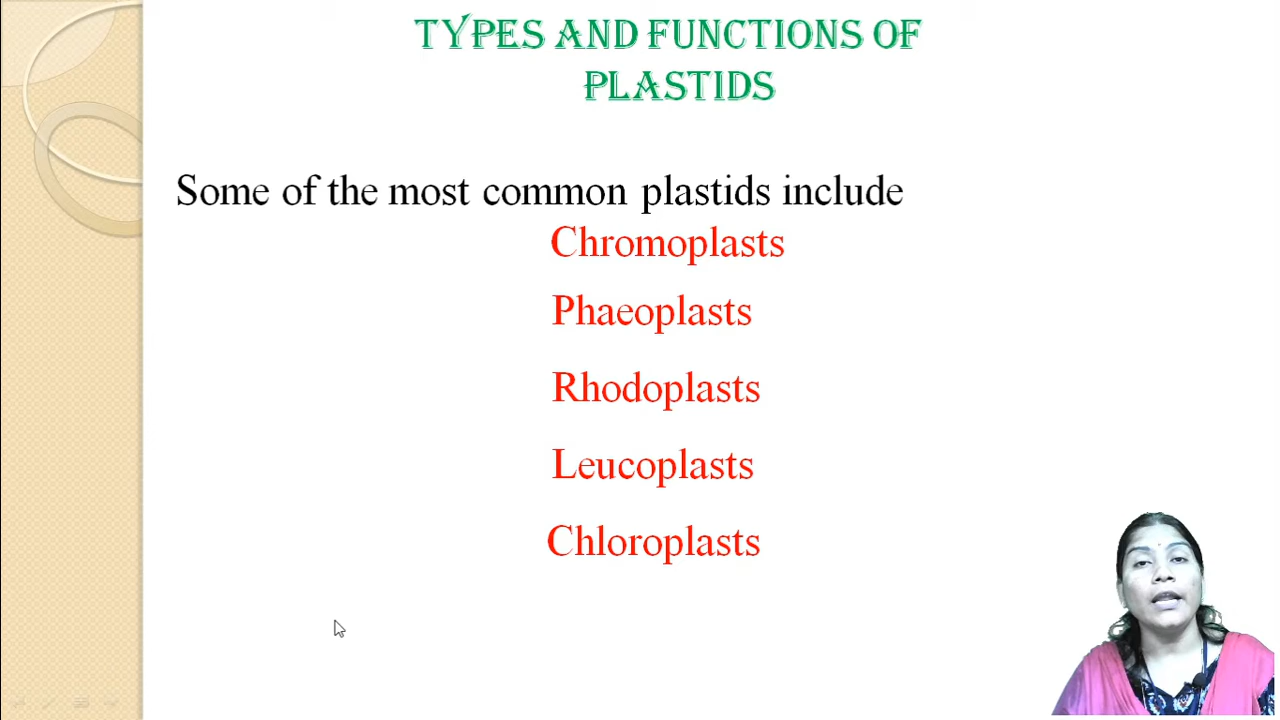 TYPES AND FUNCTIONS OF
PLASTIDS
Some of the most common plastids include
Chromoplasts
Phaeoplasts
Rhodoplasts
Leucoplasts
Chloroplasts